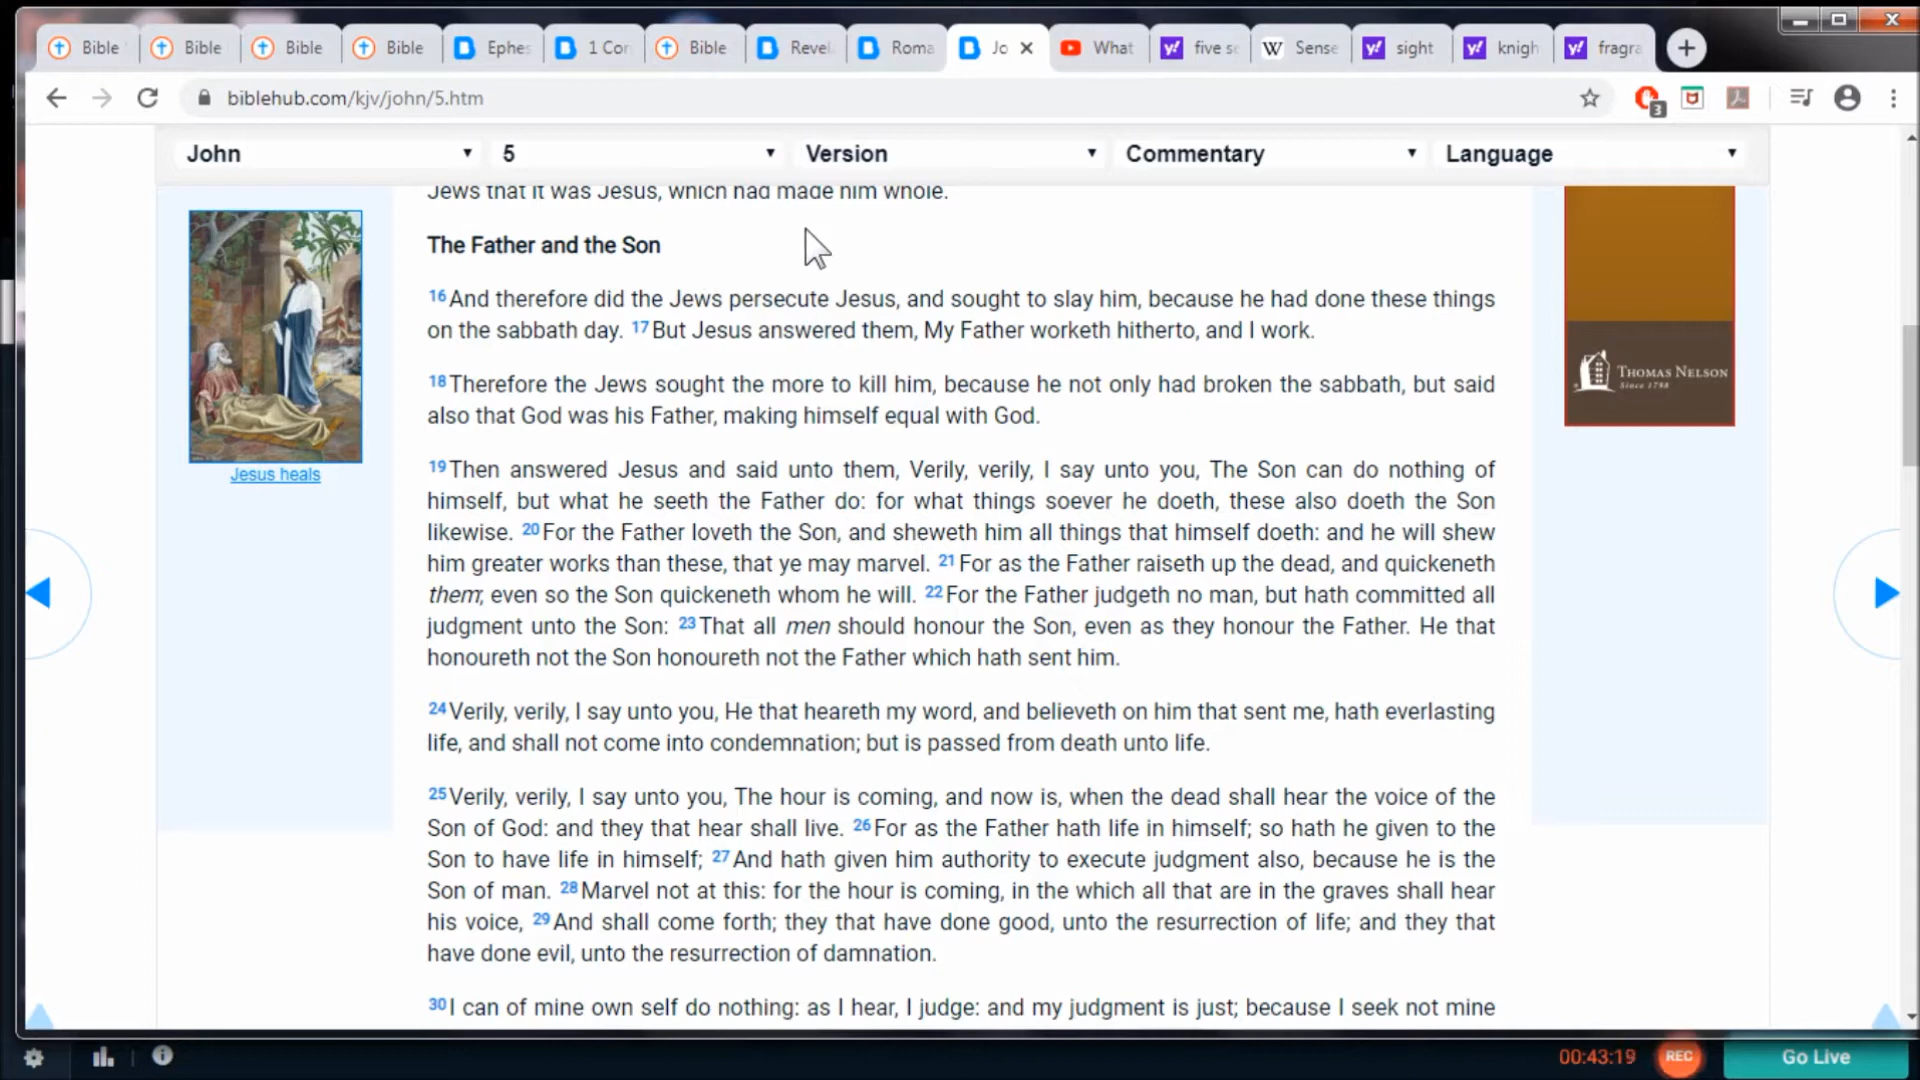 Bible
Bible
Bible
Bible
Ephes
1 Cor
Bible
Revel
Roma
Jo
What
five se
Sense
sight
knigh
fragra
biblehub.com/kjv/john/5.htm
3
John
5
Version
Commentary
Language
Jews that it was Jesus, which had made him whole.
The Father and the Son
16And therefore did the Jews persecute Jesus, and sought to slay him, because he had done these things
on the sabbath day. 17But Jesus answered them, My Father worketh hitherto, and I work.
18Therefore the Jews sought the more to kill him, because he not only had broken the sabbath, but said
also that God was his Father, making himself equal with God.
19Then answered Jesus and said unto them, Verily, verily, I say unto you, The Son can do nothing of
himself, but what he seeth the Father do: for what things soever he doeth, these also doeth the Son
likewise. 20For the Father loveth the Son, and sheweth him all things that himself doeth: and he will shew
him greater works than these, that ye may marvel. 21For as the Father raiseth up the dead, and quickeneth
them; even so the Son quickeneth whom he will. 22For the Father judgeth no man, but hath committed all
judgment unto the Son: 23That all men should honour the Son, even as they honour the Father. He that
honoureth not the Son honoureth not the Father which hath sent him.
24Verily, verily, I say unto you, He that heareth my word, and believeth on him that sent me, hath everlasting
life, and shall not come into condemnation; but is passed from death unto life.
25Verily, verily, I say unto you, The hour is coming, and now is, when the dead shall hear the voice of the
Son of God: and they that hear shall live. 26For as the Father hath life in himself; so hath he given to the
Son to have life in himself; 27And hath given him authority to execute judgment also, because he is the
Son of man. 28Marvel not at this: for the hour is coming, in the which all that are in the graves shall hear
his voice, 29And shall come forth; they that have done good, unto the resurrection of life; and they that
have done evil, unto the resurrection of damnation.
30I can of mine own self do nothing: as I hear, I judge: and my judgment is just; because I seek not mine
Jesus heals
THOMAS NELSON
Since 1798
00:43:19
REC
Go Live